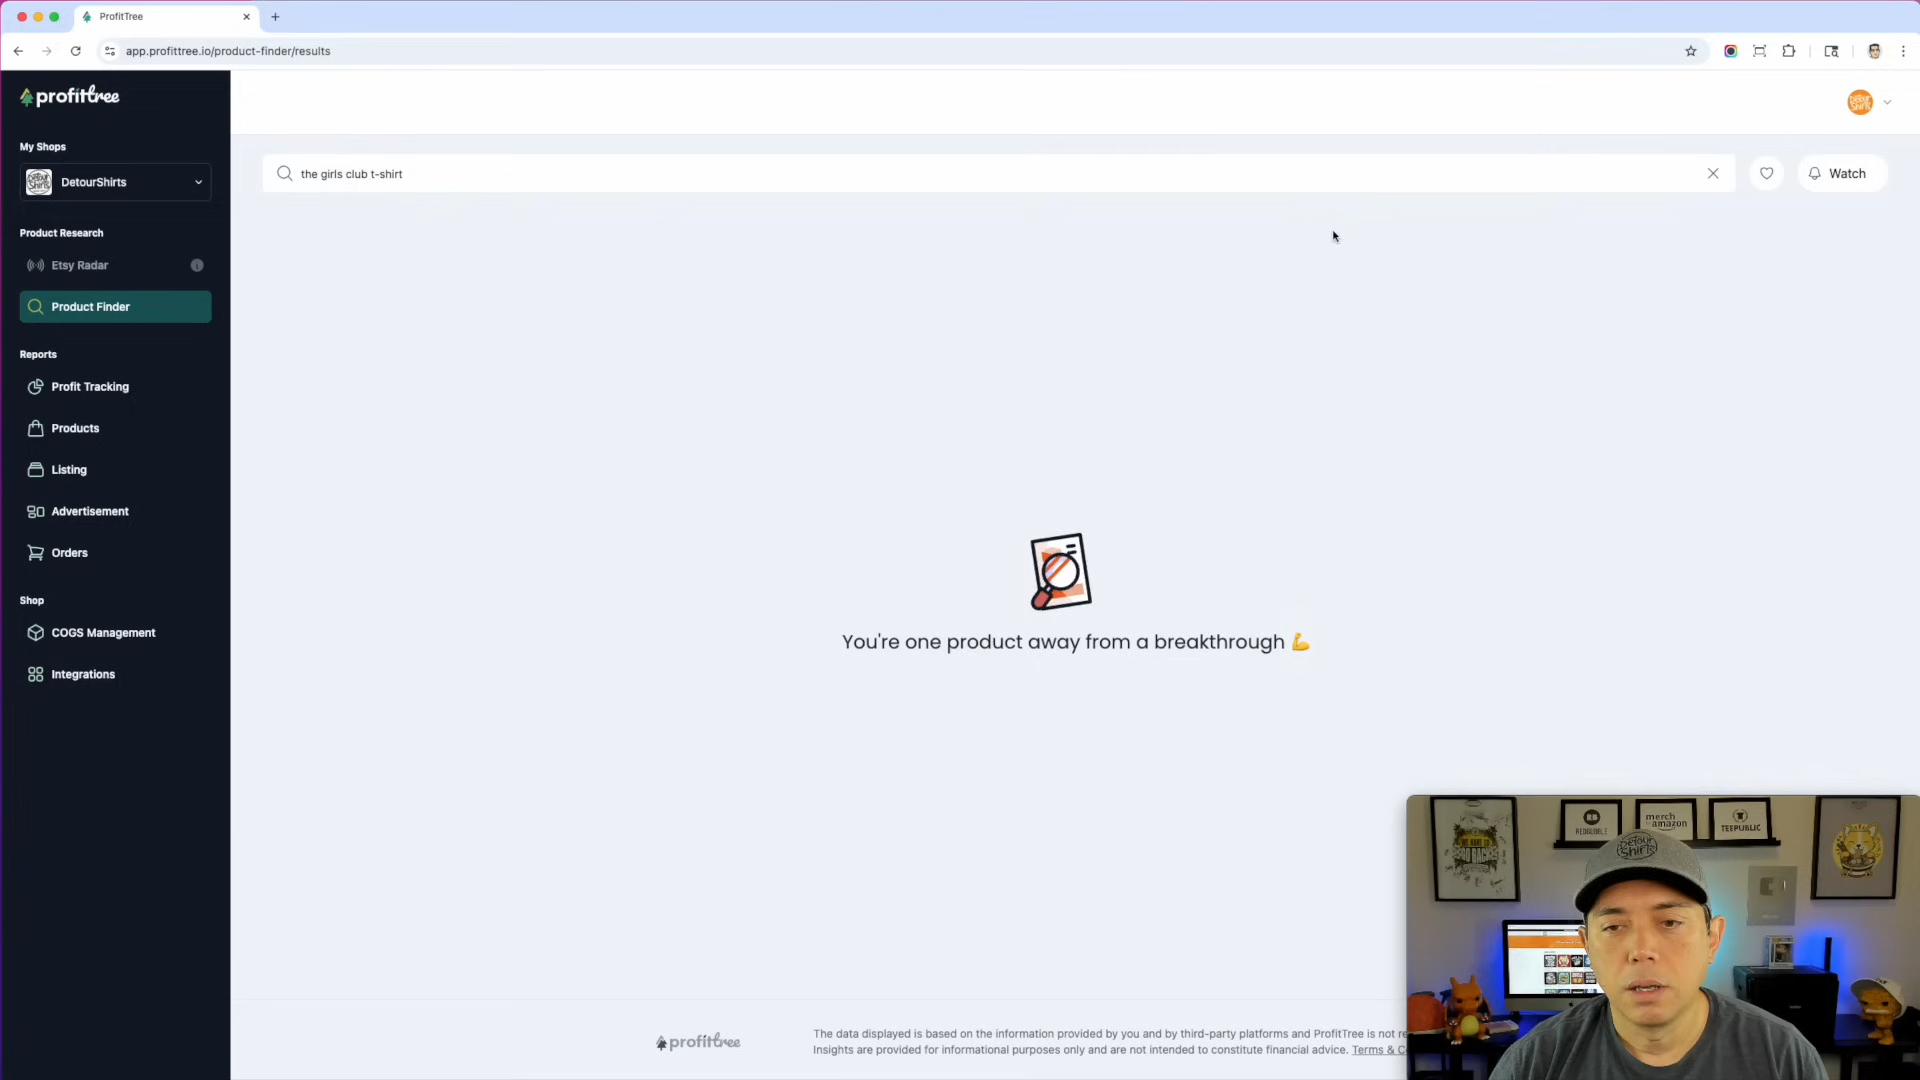 ProfitTree
app.profittree.io/product-finder/results
profittree
My Shops
DetourShirts
Product Research
Etsy Radar
Product Finder
Reports
Profit Tracking
Products
Listing
Advertisement
Orders
Shop
COGS Management
Integrations
the girls club t-shirt
Watch
You're one product away from a breakthrough 💪
profittree
The data displayed is based on the information provided by you and by third-party platforms and ProfitTree is not re
Insights are provided for informational purposes only and are not intended to constitute financial advice. Terms & C
REDBUBBLE
merch
amazon
TEEPUBLIC
DETOUR
SHIRTS